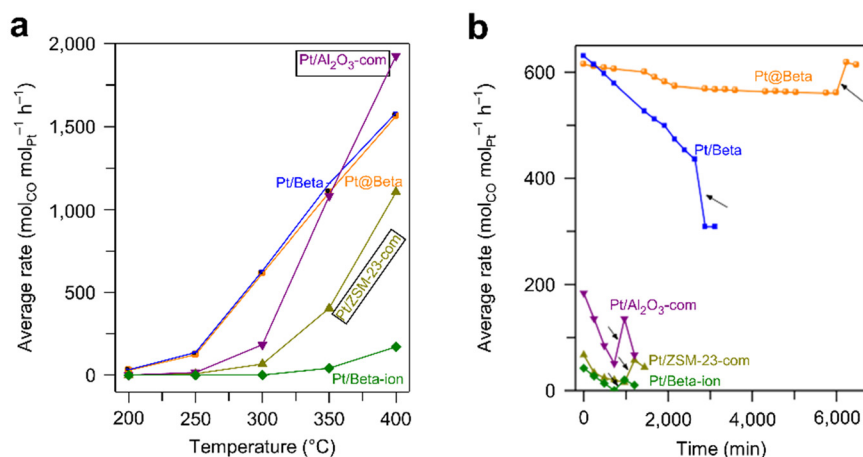 a
2,000
1,500
1,000
500
0
Average rate (molCO molPt⁻¹ h⁻¹)
200 250 300 350 400
Temperature (°C)
Pt/Al₂O₃-com
Pt/Beta
Pt@Beta
Pt/ZSM-23-com
Pt/Beta-ion
b
600
400
200
0
Average rate (molCO molPt⁻¹ h⁻¹)
0 2,000 4,000 6,000
Time (min)
Pt@Beta
Pt/Beta
Pt/Al₂O₃-com
Pt/ZSM-23-com
Pt/Beta-ion